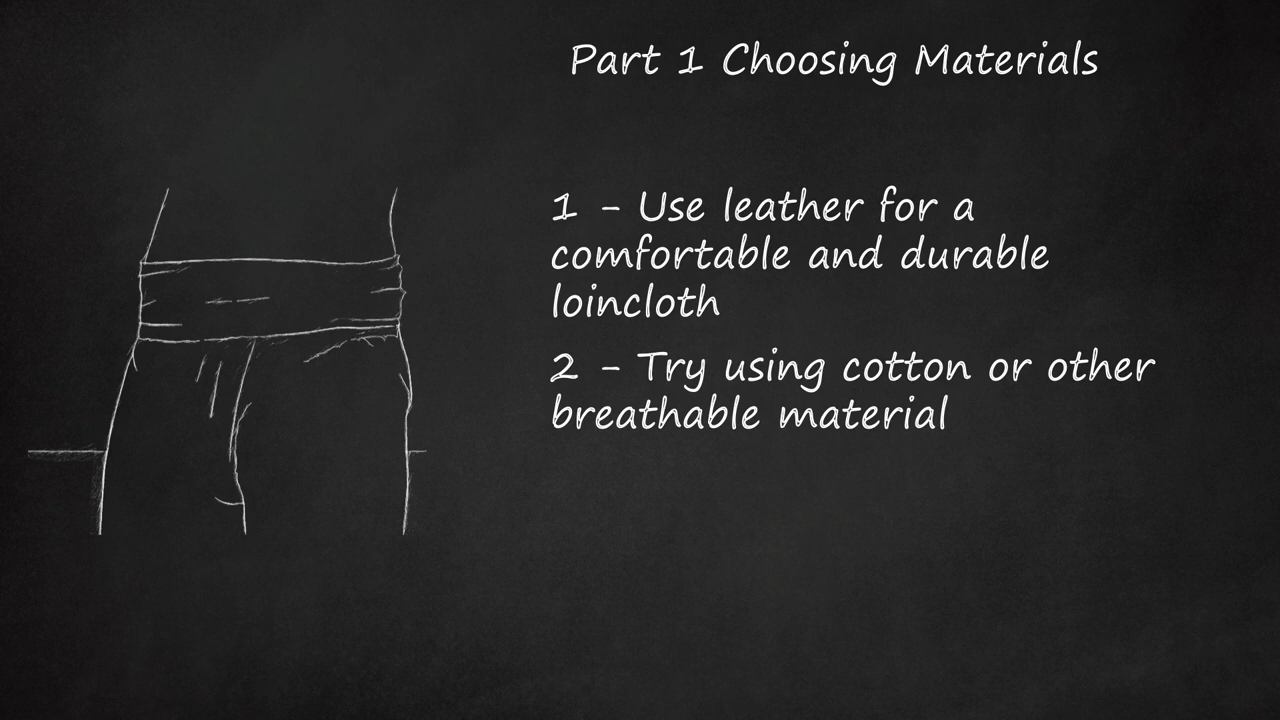 Part 1 Choosing Materials
1 - Use leather for a
comfortable and durable
loincloth
2 - Try using cotton or other
breathable material